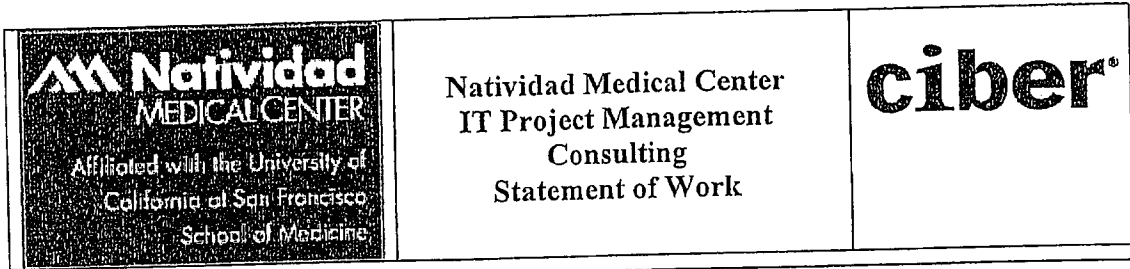 Natividad
MEDICAL CENTER
Affiliated with the University of
California at San Francisco
School of Medicine
Natividad Medical Center
IT Project Management
Consulting
Statement of Work
ciber®